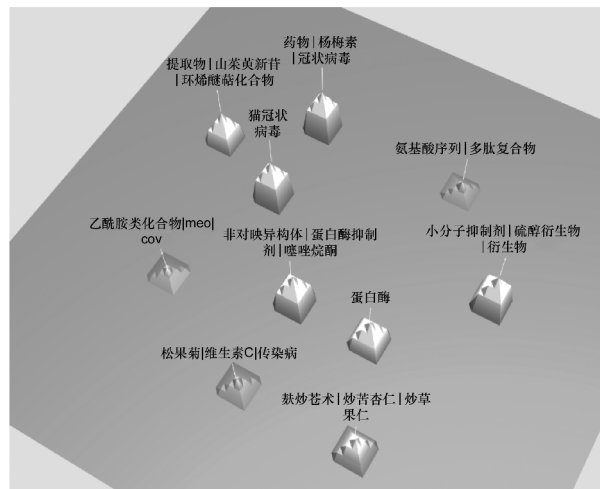 药物|杨梅素
|冠状病毒
提取物|山茱萸新苷
|环烯醚萜化合物
猫冠状
病毒
氨基酸序列|多肽复合物
乙酰胺类化合物|meo|
cov
非对映异构体|蛋白酶抑制
剂|噻唑烷酮
小分子抑制剂|巯醇衍生物
|衍生物
蛋白酶
松果菊|维生素C|传染病
麸炒苍术|炒苦杏仁|炒草
果仁